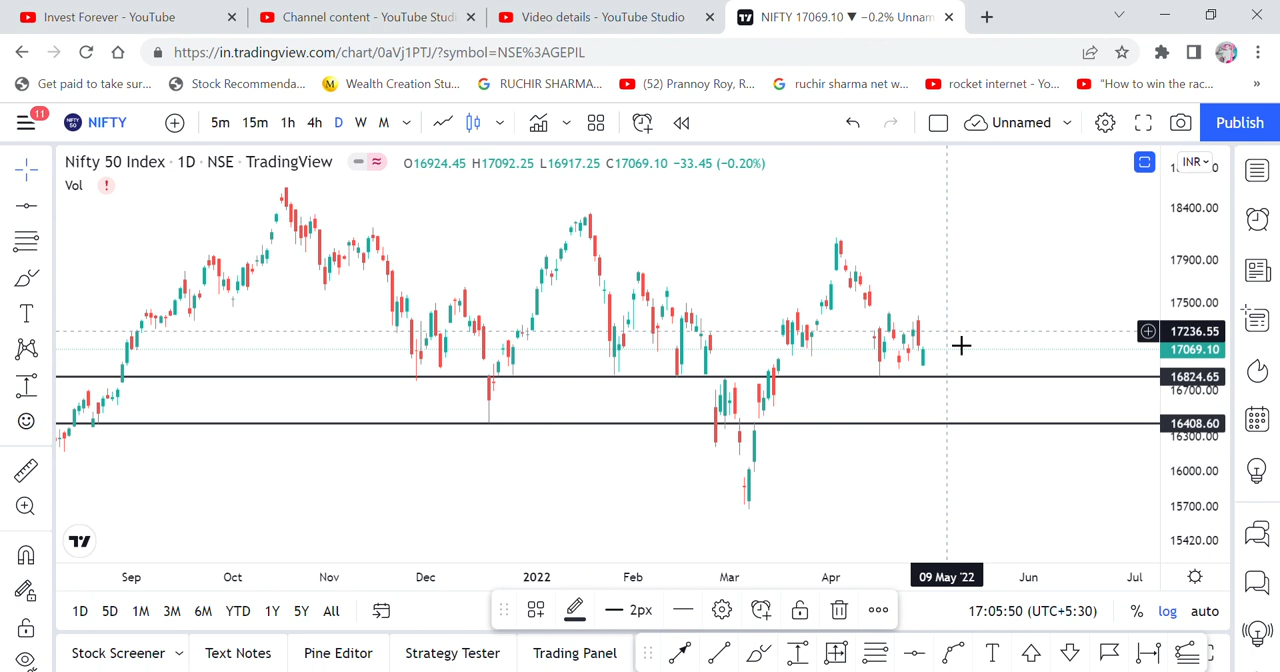 Invest Forever - YouTube
Channel content - YouTube Studi
Video details - YouTube Studio
NIFTY 17069.10 ▼ −0.2% Unnam
https://in.tradingview.com/chart/0aVj1PTJ/?symbol=NSE%3AGEPIL
Get paid to take sur...
Stock Recommenda...
Wealth Creation Stu...
RUCHIR SHARMA...
(52) Prannoy Roy, R...
ruchir sharma net w...
rocket internet - Yo...
"How to win the rac...
»
11
NIFTY
5m 15m 1h 4h D W M
Unnamed
Publish
Nifty 50 Index · 1D · NSE · TradingView
O16924.45 H17092.25 L16917.25 C17069.10 −33.45 (−0.20%)
INR
Vol
18400.00
17900.00
17500.00
17236.55
17069.10
16824.65
16700.00
16408.60
16300.00
16000.00
15700.00
15420.00
Sep Oct Nov Dec 2022 Feb Mar Apr 09 May '22 Jun Jul
1D 5D 1M 3M 6M YTD 1Y 5Y All
2px
17:05:50 (UTC+5:30)
% log auto
Stock Screener
Text Notes
Pine Editor
Strategy Tester
Trading Panel